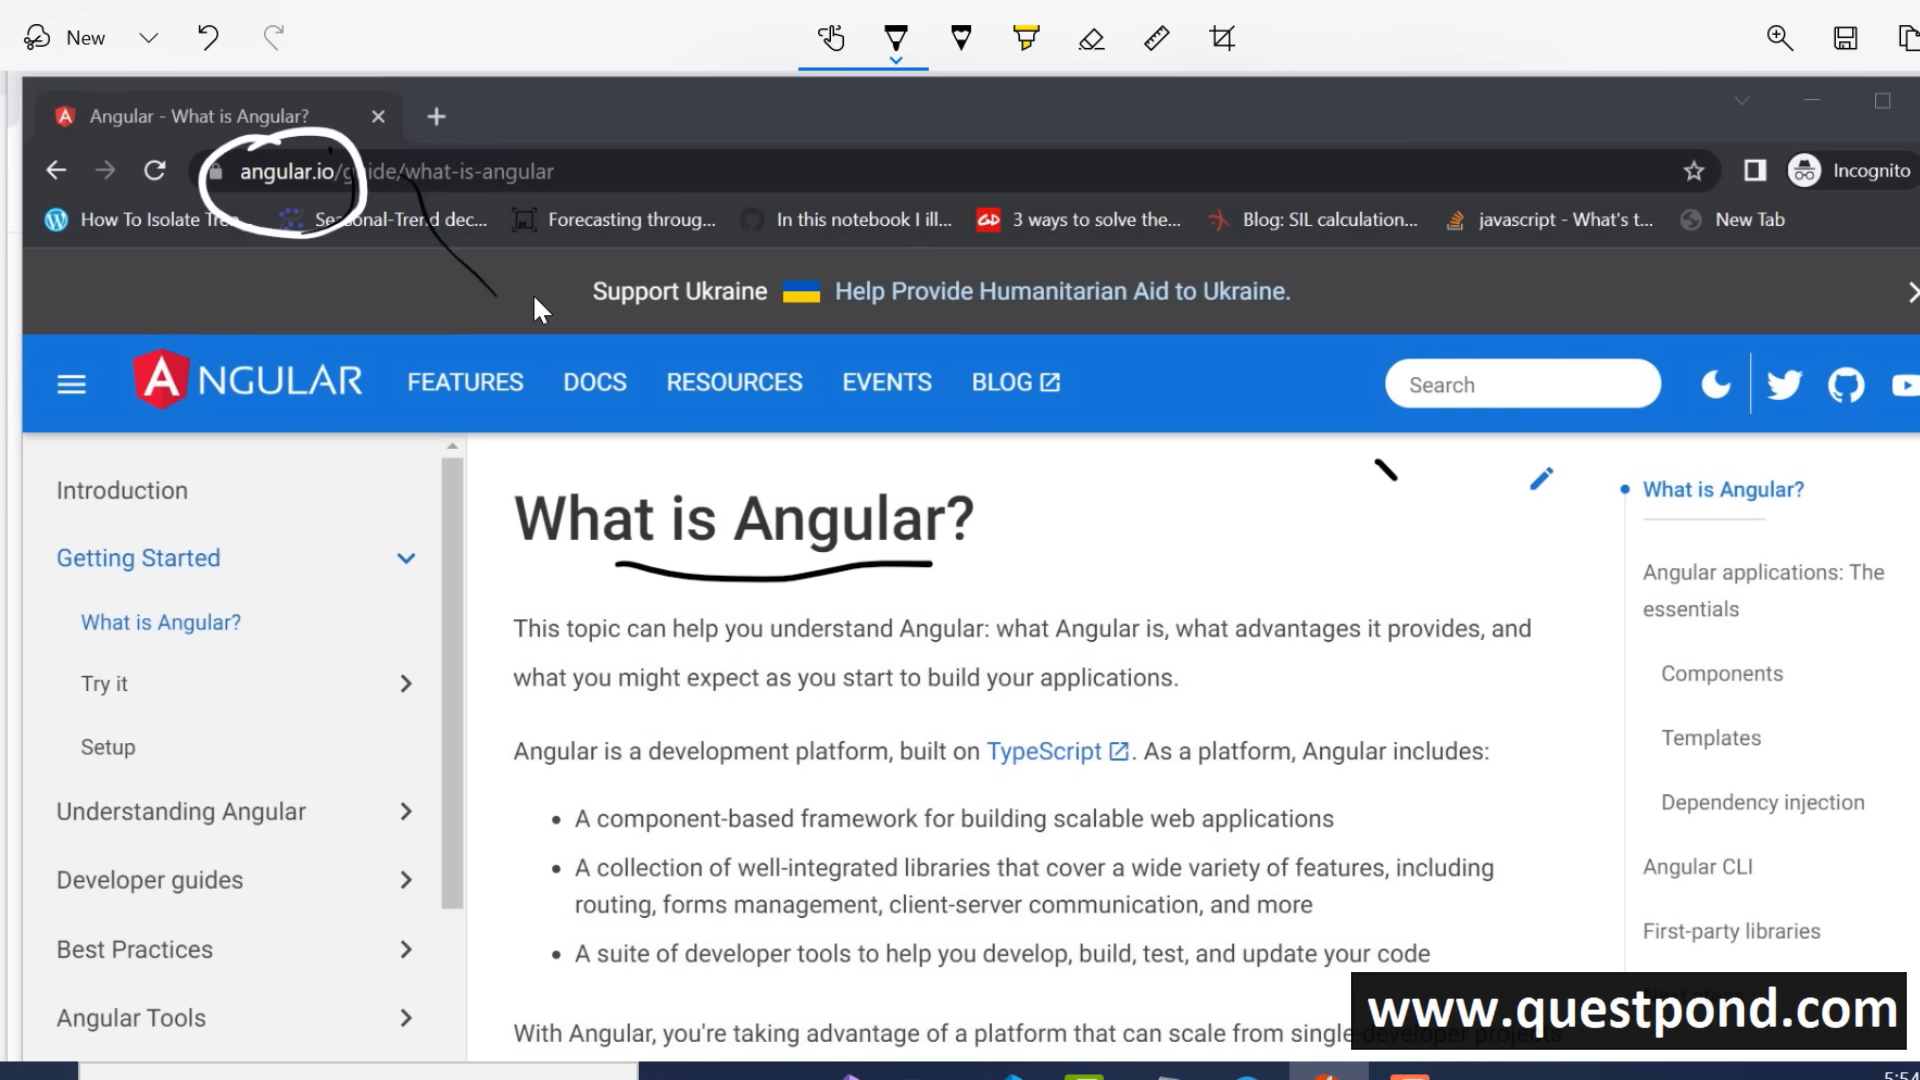 New
Angular - What is Angular?
angular.io/guide/what-is-angular
Incognito
How To Isolate Tre...
Seasonal-Trend dec...
Forecasting throug...
In this notebook I ill...
3 ways to solve the...
Blog: SIL calculation...
javascript - What's t...
New Tab
Support Ukraine Help Provide Humanitarian Aid to Ukraine.
ANGULAR FEATURES DOCS RESOURCES EVENTS BLOG Search
Introduction
Getting Started
What is Angular?
Try it
Setup
Understanding Angular
Developer guides
Best Practices
Angular Tools
What is Angular?
This topic can help you understand Angular: what Angular is, what advantages it provides, and
what you might expect as you start to build your applications.
Angular is a development platform, built on TypeScript. As a platform, Angular includes:
• A component-based framework for building scalable web applications
• A collection of well-integrated libraries that cover a wide variety of features, including
routing, forms management, client-server communication, and more
• A suite of developer tools to help you develop, build, test, and update your code
With Angular, you're taking advantage of a platform that can scale from single-developer projects
What is Angular?
Angular applications: The
essentials
Components
Templates
Dependency injection
Angular CLI
First-party libraries
www.questpond.com